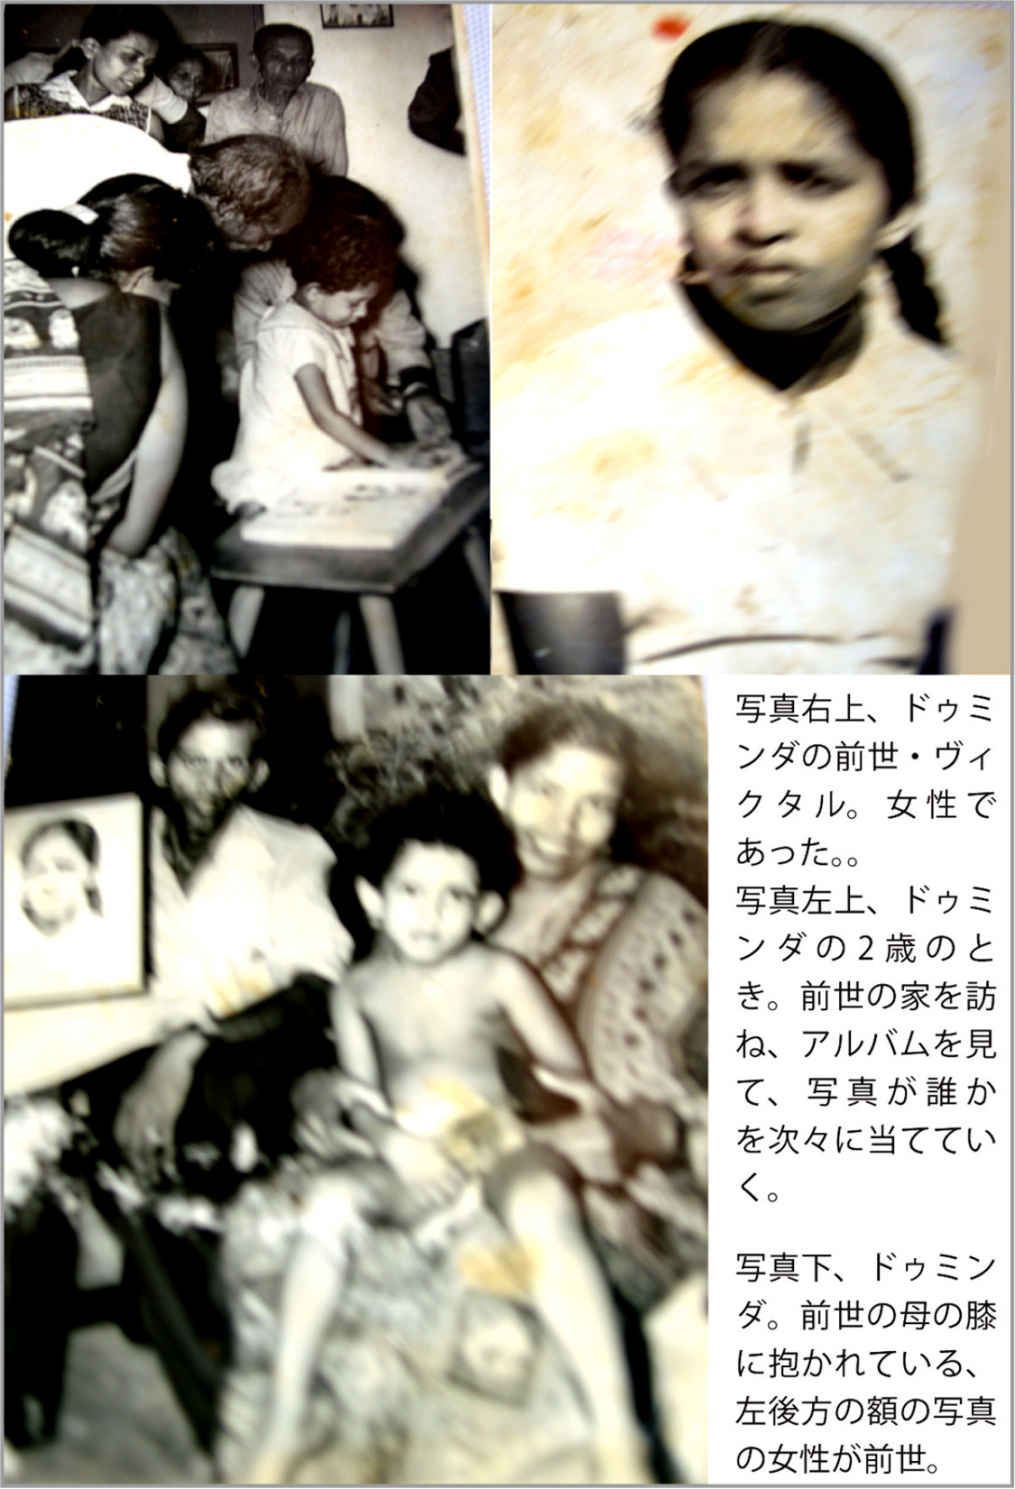 写真右上、ドゥミ
ンダの前世・ヴィ
クタル。女性で
あった。。
写真左上、ドゥミ
ンダの2歳のと
き。前世の家を訪
ね、アルバムを見
て、写真が誰か
を次々に当ててい
く。
写真下、ドゥミン
ダ。前世の母の膝
に抱かれている、
左後方の額の写真
の女性が前世。